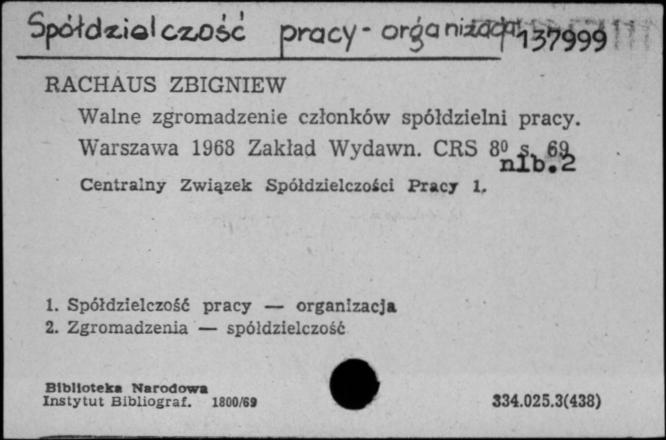 Spółdzielczość pracy - organizacja 137999
RACHAUS ZBIGNIEW
Walne zgromadzenie członków spółdzielni pracy.
Warszawa 1968 Zakład Wydawn. CRS 8⁰ s. 69
nlb.2
Centralny Związek Spółdzielczości Pracy 1.
1. Spółdzielczość pracy — organizacja
2. Zgromadzenia — spółdzielczość
Biblioteka Narodowa
Instytut Bibliograf. 1800/69
334.025.3(438)